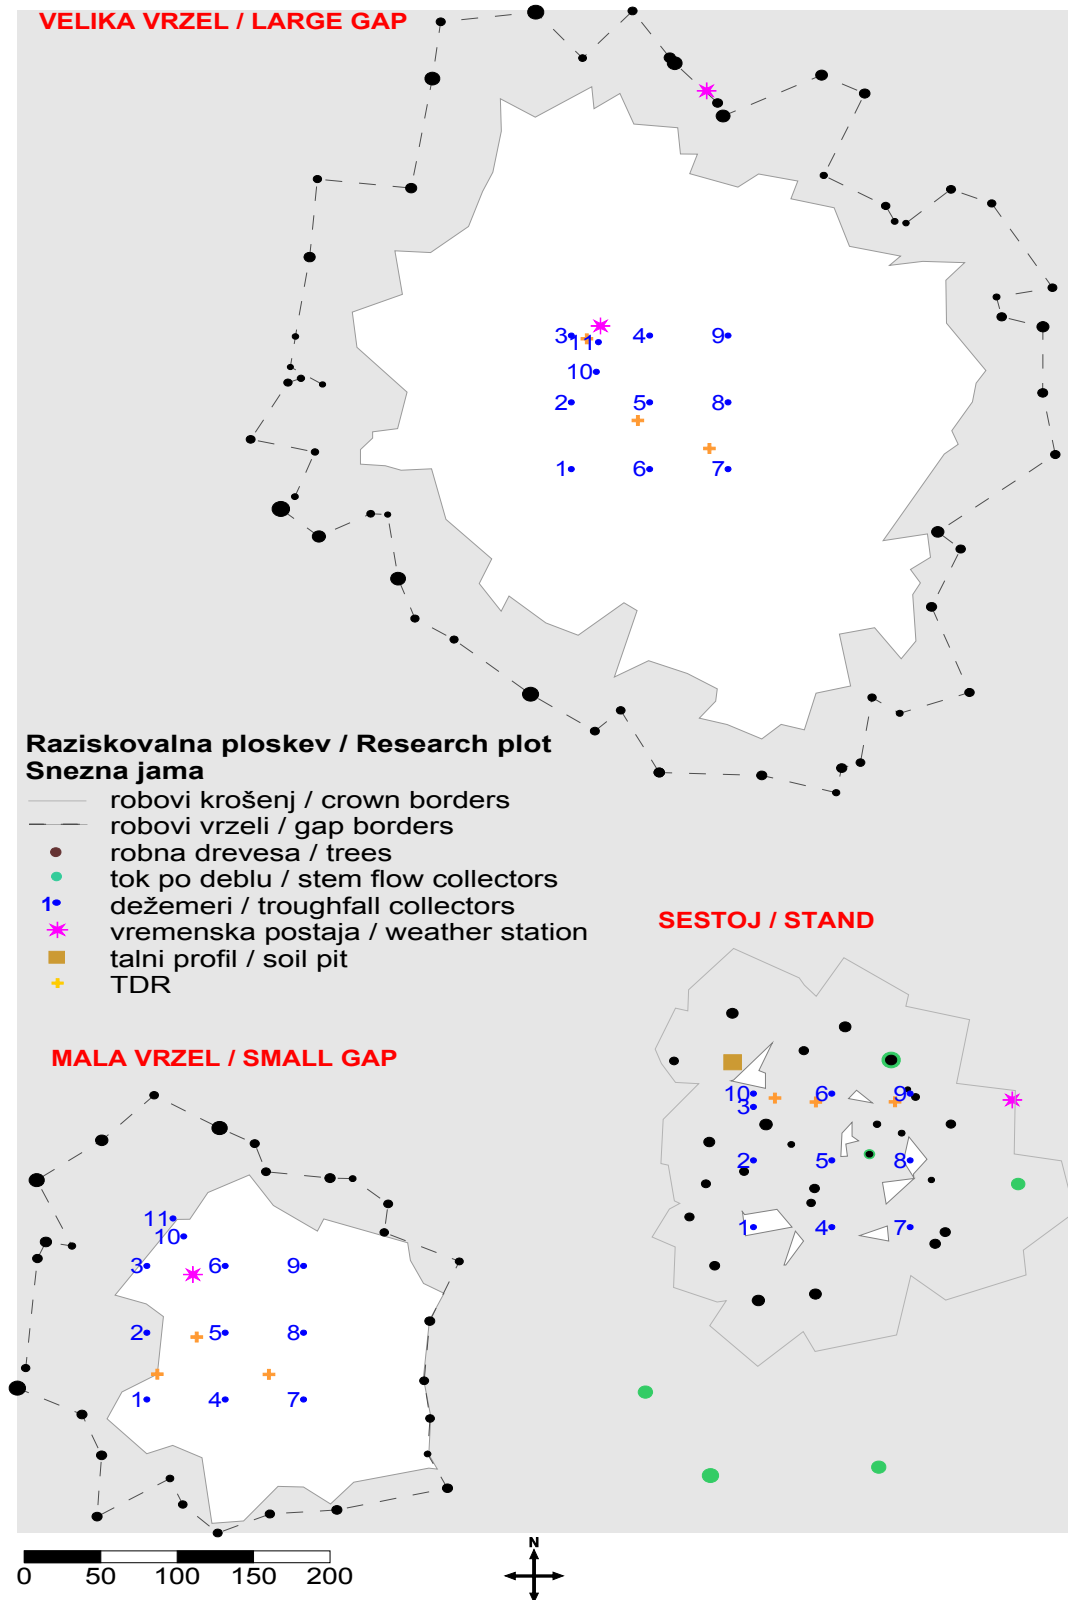 VELIKA VRZEL / LARGE GAP
3 4 9
11
10
2 5 8
1 6 7
Raziskovalna ploskev / Research plot
Snezna jama
robovi krošenj / crown borders
robovi vrzeli / gap borders
robna drevesa / trees
tok po deblu / stem flow collectors
1 dežemeri / troughfall collectors
vremenska postaja / weather station
talni profil / soil pit
TDR
SESTOJ / STAND
10 6 9
3
2 5 8
1 4 7
MALA VRZEL / SMALL GAP
11
10
3 6 9
2 5 8
1 4 7
0 50 100 150 200
N